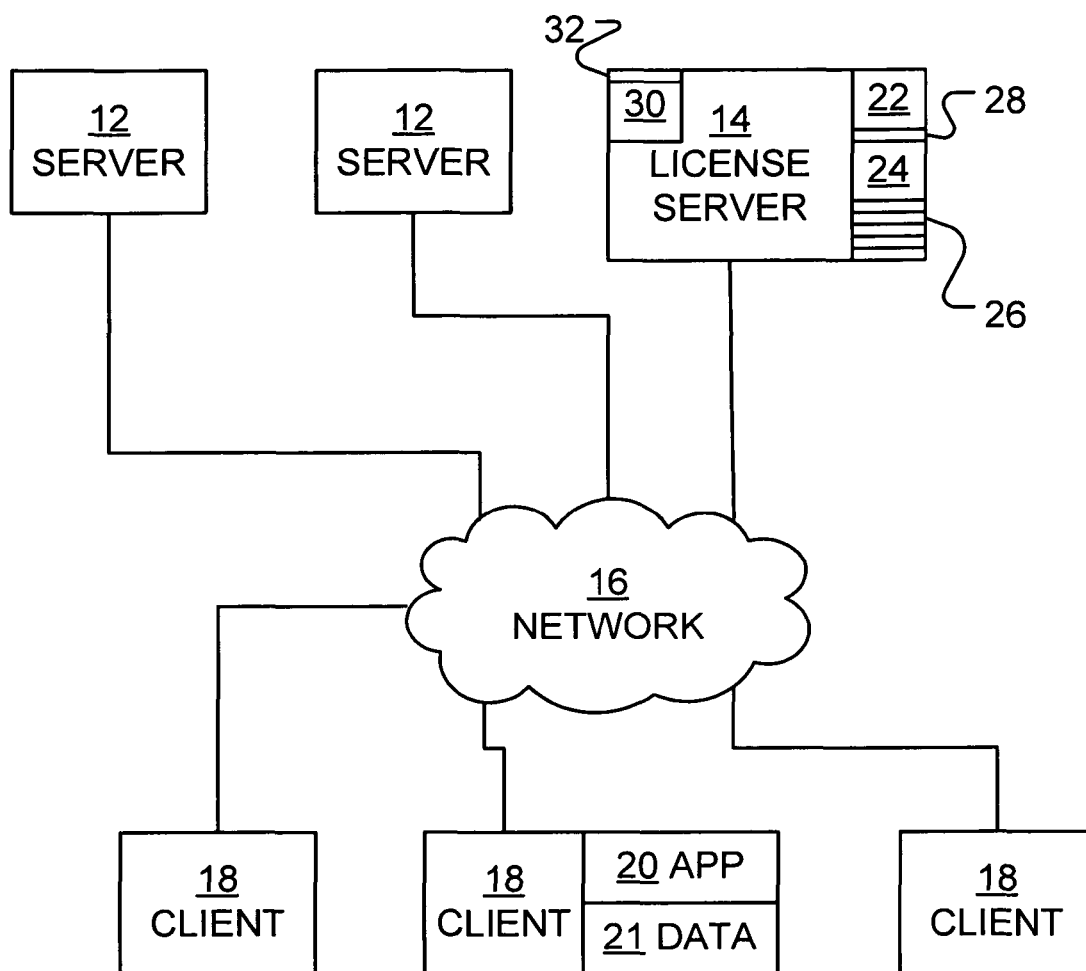 32
12
SERVER
12
SERVER
30
14
LICENSE
SERVER
22
28
24
26
16
NETWORK
18
CLIENT
18
CLIENT
20 APP
21 DATA
18
CLIENT